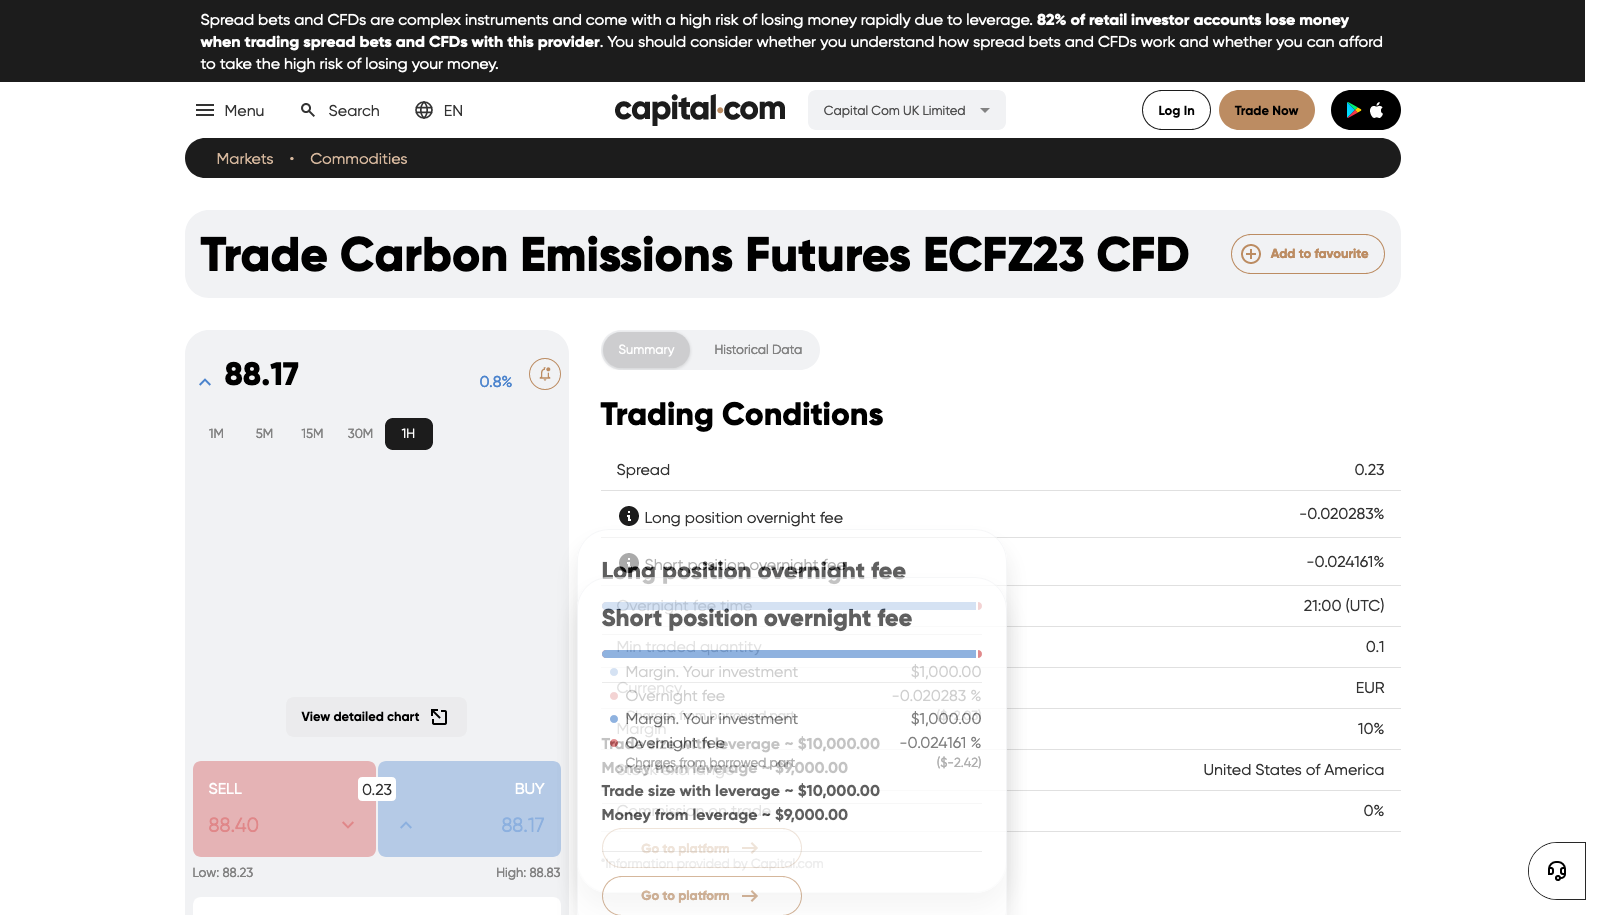 Spread bets and CFDs are complex instruments and come with a high risk of losing money rapidly due to leverage. 82% of retail investor accounts lose money
when trading spread bets and CFDs with this provider. You should consider whether you understand how spread bets and CFDs work and whether you can afford
to take the high risk of losing your money.
Menu
Search
EN
capital.com
Capital Com UK Limited
Log In
Trade Now
Markets • Commodities
Trade Carbon Emissions Futures ECFZ23 CFD
Add to favourite
88.17
0.8%
1M
5M
15M
30M
1H
View detailed chart
SELL
88.40
0.23
BUY
88.17
Low: 88.23
High: 88.83
Summary
Historical Data
Trading Conditions
Spread 0.23
Long position overnight fee -0.020283%
Short position overnight fee -0.024161%
Overnight fee time 21:00 (UTC)
Min traded quantity 0.1
Currency EUR
Margin 10%
United States of America
Commission on trade 0%
*Information provided by Capital.com
Long position overnight fee
Margin. Your investment $1,000.00
Overnight fee -0.020283 %
Charges from borrowed part
Trade size with leverage ~ $10,000.00
Money from leverage ~ $9,000.00
Go to platform
Short position overnight fee
Margin. Your investment $1,000.00
Overnight fee -0.024161 %
Charges from borrowed part ($-2.42)
Trade size with leverage ~ $10,000.00
Money from leverage ~ $9,000.00
Go to platform